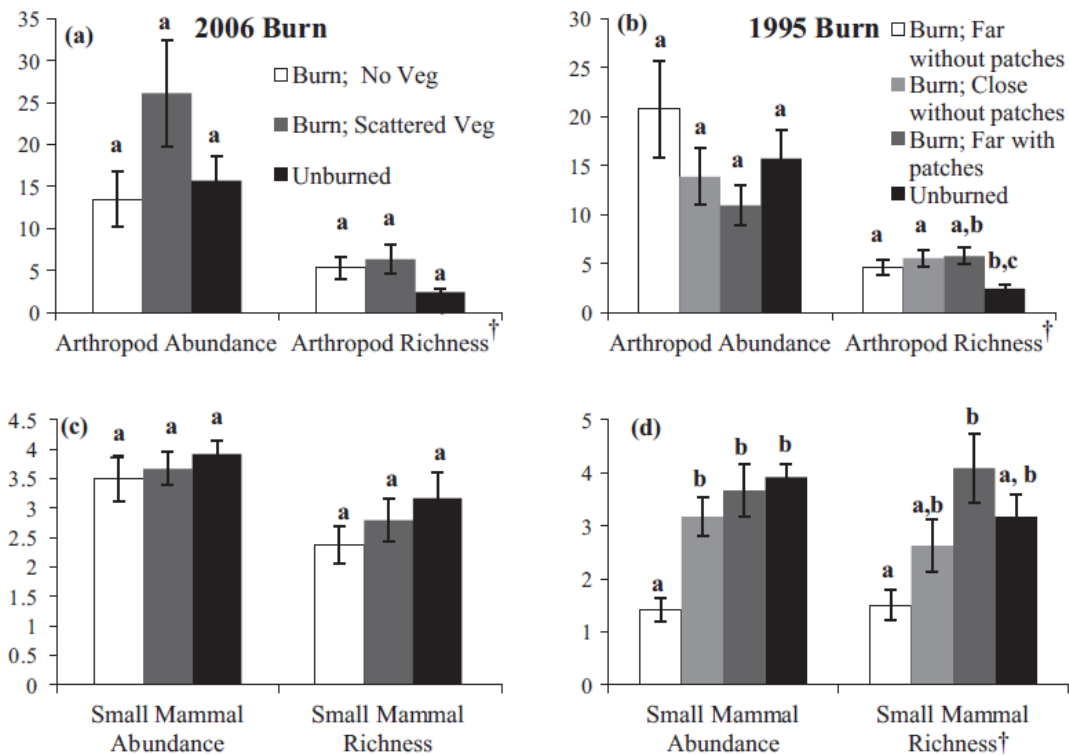 (a) 2006 Burn
35
30
25
20
15
10
5
0
a
a
a
a
a
a
Burn; No Veg
Burn; Scattered Veg
Unburned
Arthropod Abundance
Arthropod Richness†
(b) 1995 Burn
30
25
20
15
10
5
0
a
a
a
a
a
a
a,b
b,c
Burn; Far
without patches
Burn; Close
without patches
Burn; Far with
patches
Unburned
Arthropod Abundance
Arthropod Richness†
(c)
4.5
4
3.5
3
2.5
2
1.5
1
0.5
0
a
a
a
a
a
a
Small Mammal
Abundance
Small Mammal
Richness
(d)
5
4
3
2
1
0
a
b
b
b
a
a,b
b
a, b
Small Mammal
Abundance
Small Mammal
Richness†